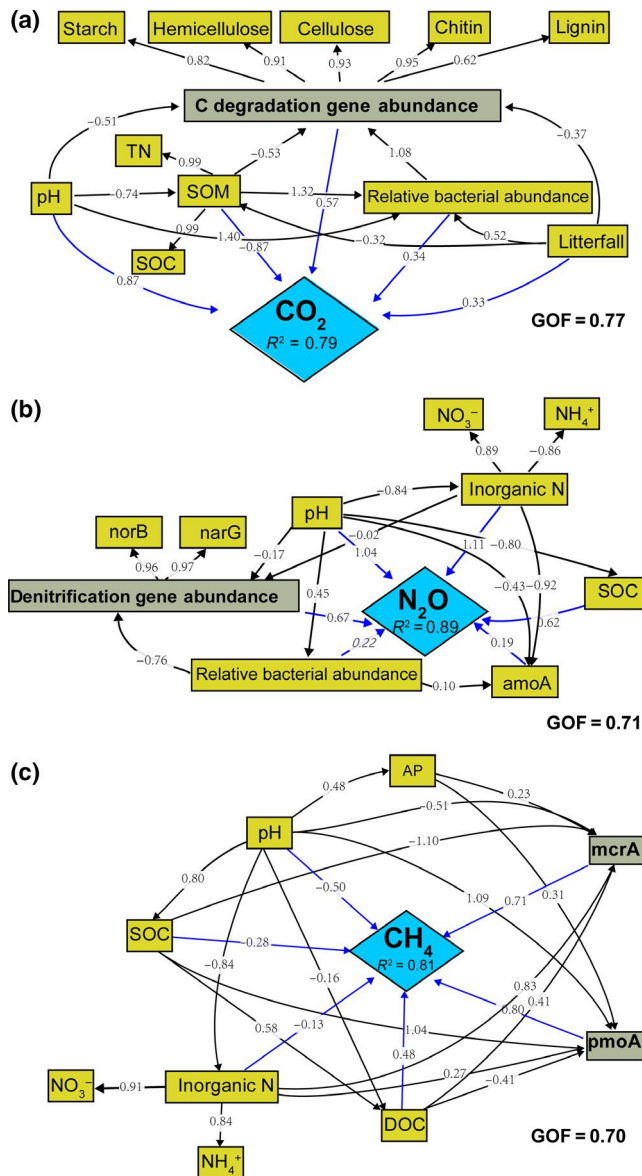 (a)
Starch
Hemicellulose
Cellulose
Chitin
Lignin
0.82
0.91
0.93
0.95
0.62
C degradation gene abundance
−0.51
−0.37
TN
0.99
−0.53
1.08
pH
−0.74
SOM
1.32
0.57
Relative bacterial abundance
0.99
1.40
−0.87
−0.32
0.52
SOC
0.34
Litterfall
0.87
0.33
CO2
R² = 0.79
GOF = 0.77
(b)
NO3−
NH4+
0.89
−0.86
−0.84
Inorganic N
norB
narG
pH
−0.17
−0.02
1.04
1.11
−0.80
0.96
0.97
−0.43
−0.92
SOC
Denitrification gene abundance
0.45
N2O
R² = 0.89
0.67
0.62
0.22
0.19
−0.76
Relative bacterial abundance
0.10
amoA
GOF = 0.71
(c)
AP
0.48
0.23
pH
−0.51
mcrA
−1.10
0.80
−0.50
0.71
0.31
1.09
SOC
−0.28
CH4
R² = 0.81
−0.84
−0.16
0.83
0.41
0.80
−0.13
0.58
0.48
1.04
pmoA
0.27
−0.41
NO3−
0.91
Inorganic N
0.84
DOC
NH4+
GOF = 0.70